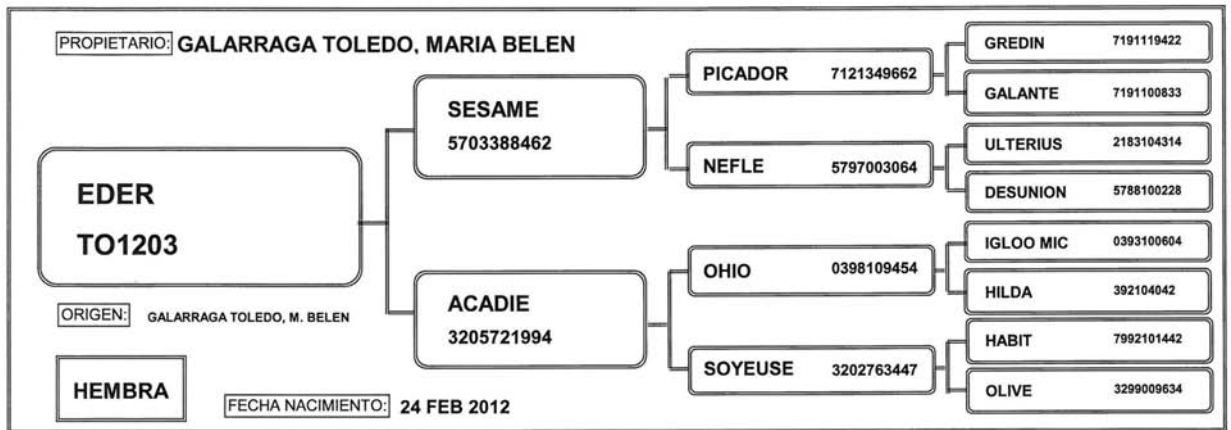 PROPIETARIO: GALARRAGA TOLEDO, MARIA BELEN
EDER
TO1203
ORIGEN: GALARRAGA TOLEDO, M. BELEN
HEMBRA
FECHA NACIMIENTO: 24 FEB 2012
SESAME
5703388462
ACADIE
3205721994
PICADOR 7121349662
NEFLE 5797003064
OHIO 0398109454
SOYEUSE 3202763447
GREDIN 7191119422
GALANTE 7191100833
ULTERIUS 2183104314
DESUNION 5788100228
IGLOO MIC 0393100604
HILDA 392104042
HABIT 7992101442
OLIVE 3299009634